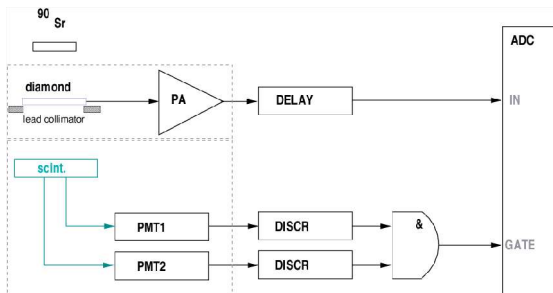 90
Sr
ADC
diamond
PA
DELAY
IN
lead collimator
scint.
&
PMT1
DISCR
GATE
PMT2
DISCR